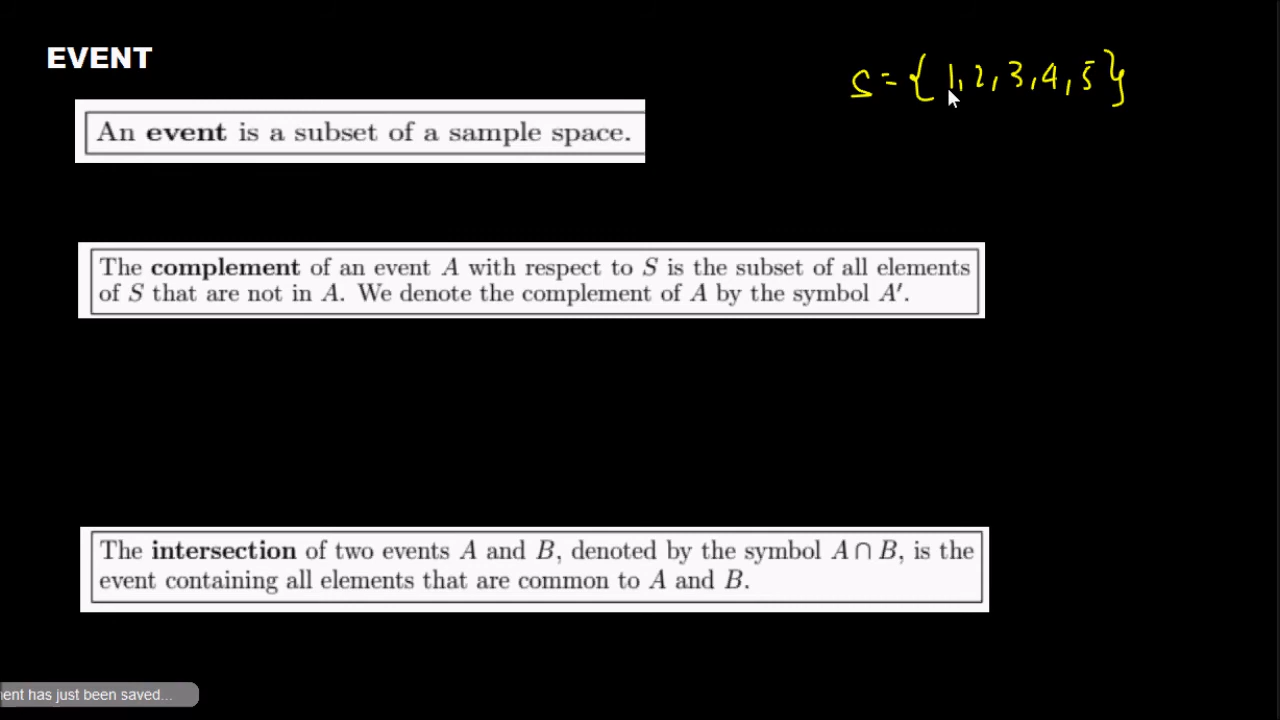 EVENT
S = { 1, 2, 3, 4, 5 }
An event is a subset of a sample space.
The complement of an event A with respect to S is the subset of all elements
of S that are not in A. We denote the complement of A by the symbol A′.
The intersection of two events A and B, denoted by the symbol A ∩ B, is the
event containing all elements that are common to A and B.
ent has just been saved...